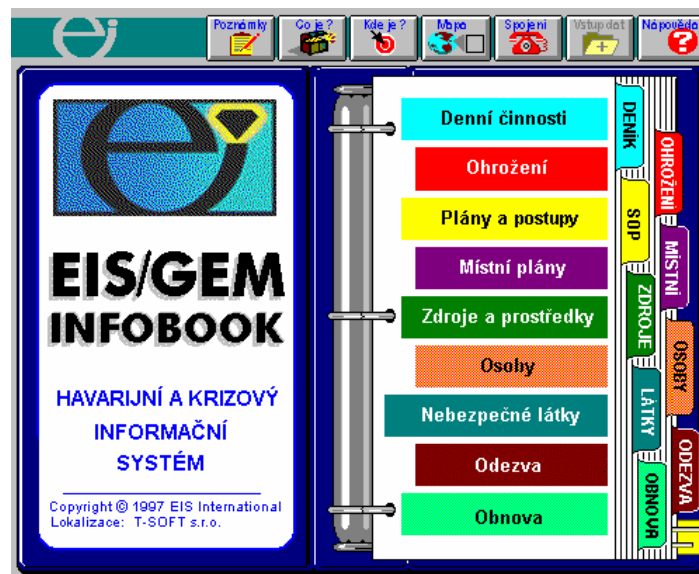 ei
Poznámky
Co je?
Kde je?
Mapa
Spojení
Vstup dat
Nápověda
ei
EIS/GEM
INFOBOOK
HAVARIJNÍ A KRIZOVÝ
INFORMAČNÍ
SYSTÉM
Copyright © 1997 EIS International
Lokalizace: T-SOFT s.r.o.
Denní činnosti
Ohrožení
Plány a postupy
Místní plány
Zdroje a prostředky
Osoby
Nebezpečné látky
Odezva
Obnova
DENÍK
OHROŽENÍ
SOP
MÍSTNÍ
ZDROJE
OSOBY
LÁTKY
ODEZVA
OBNOVA